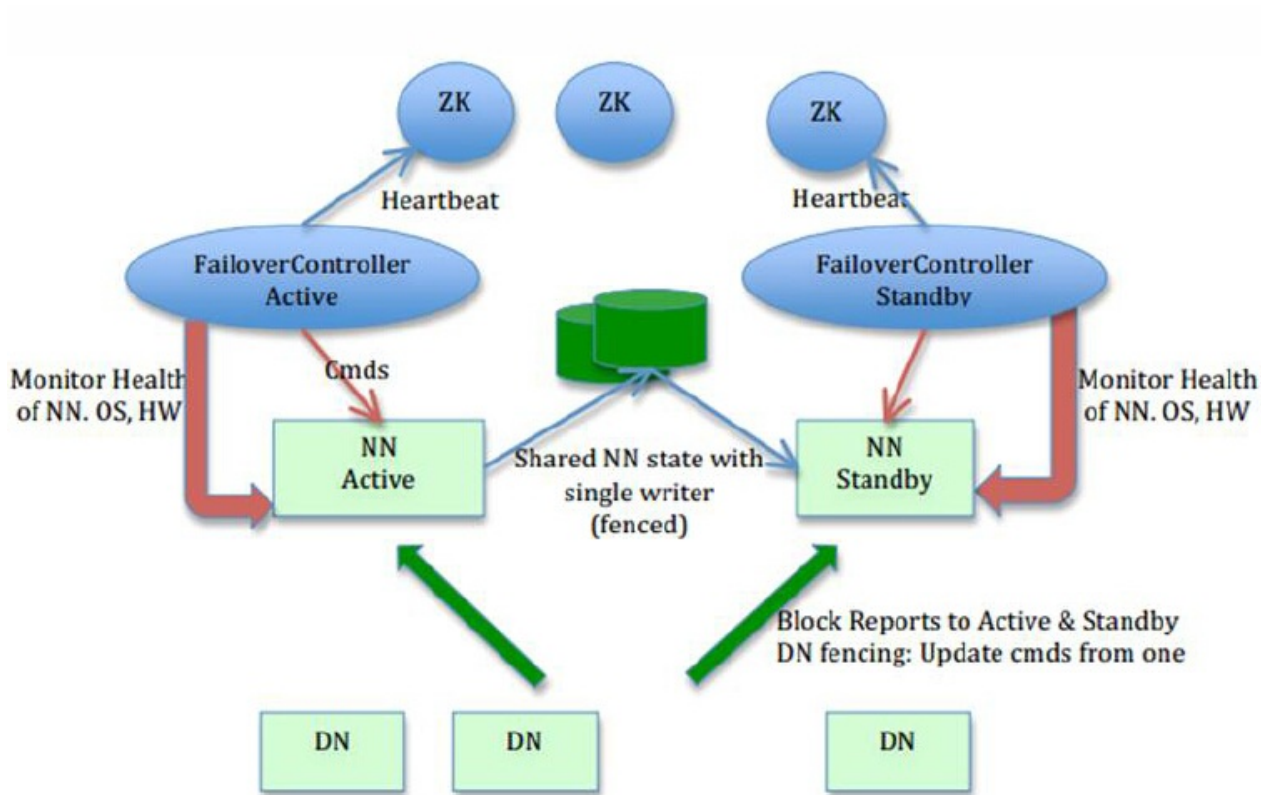 ZK
ZK
ZK
Heartbeat
Heartbeat
FailoverController
Active
FailoverController
Standby
Cmds
Monitor Health
of NN. OS, HW
Monitor Health
of NN. OS, HW
NN
Active
Shared NN state with
single writer
(fenced)
NN
Standby
Block Reports to Active & Standby
DN fencing: Update cmds from one
DN
DN
DN